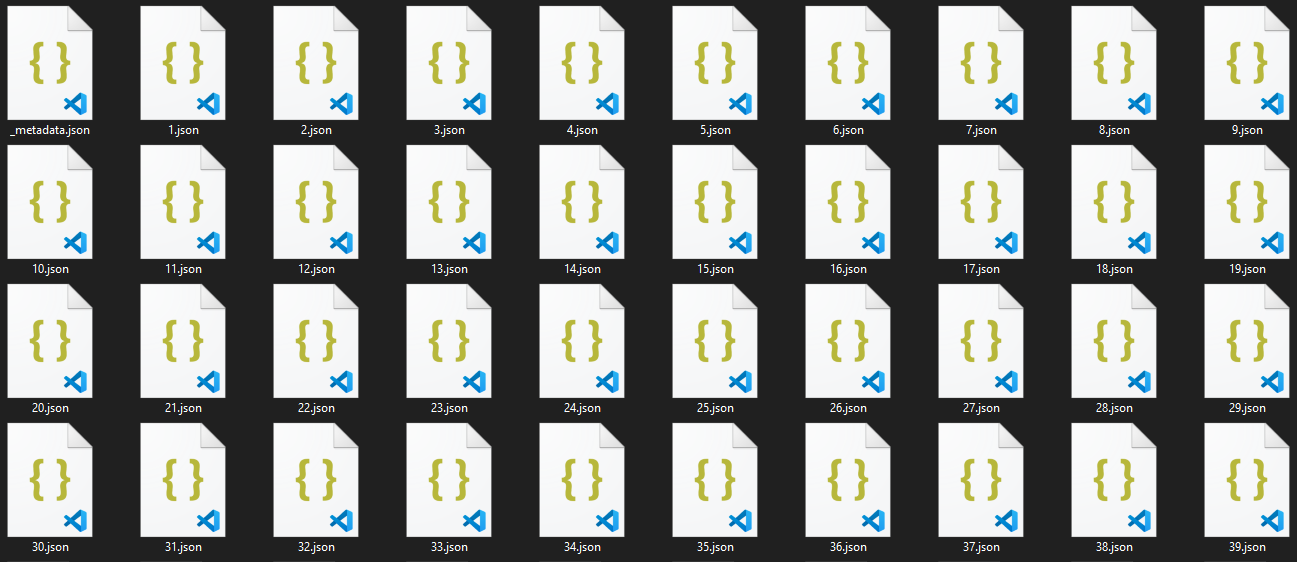 _metadata.json 1.json 2.json 3.json 4.json 5.json 6.json 7.json 8.json 9.json
10.json 11.json 12.json 13.json 14.json 15.json 16.json 17.json 18.json 19.json
20.json 21.json 22.json 23.json 24.json 25.json 26.json 27.json 28.json 29.json
30.json 31.json 32.json 33.json 34.json 35.json 36.json 37.json 38.json 39.json